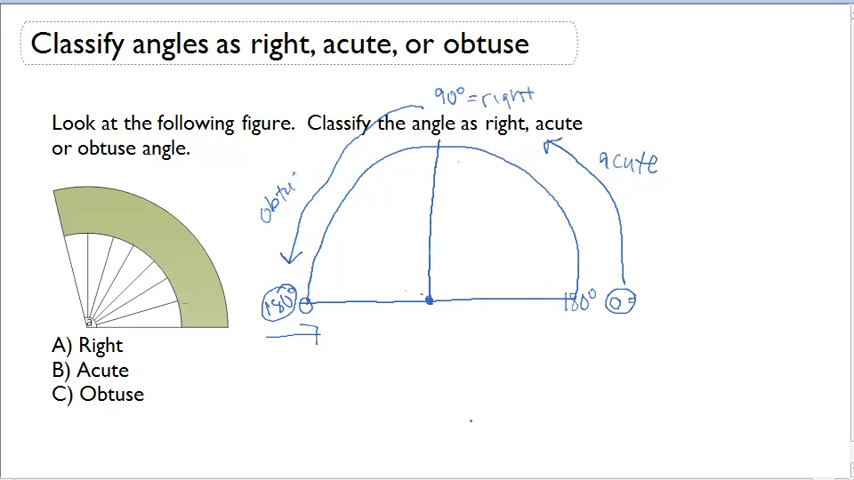 Classify angles as right, acute, or obtuse
90° = right
Look at the following figure. Classify the angle as right, acute
or obtuse angle.
acute
obtu
180°
180° 0°
a
A) Right
B) Acute
C) Obtuse